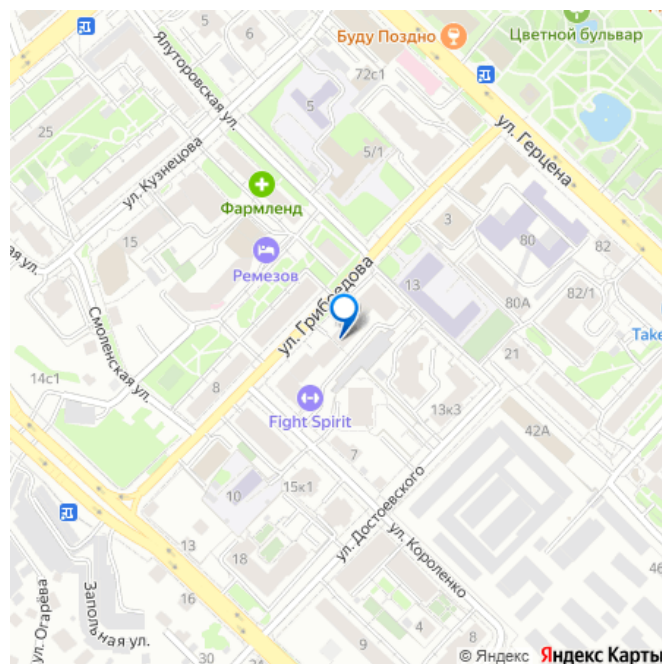 Буду Поздно
Цветной бульвар
Ялуторовская ул.
5
6
72с1
5
25
5/1
ул. Герцена
ул. Кузнецова
Фармленд
3
15
80
82
ая ул.
Ремезов
ул. Грибоедова
13
80А
82/1
Смоленская ул.
Take
21
14с1
8
Fight Spirit
13к3
42А
7
15к1
10
ул. Достоевского
13
18
ул. Короленко
46
ул. Огарёва
Запольная ул.
16
6
4
8
30
9
© Яндекс Яндекс Карты